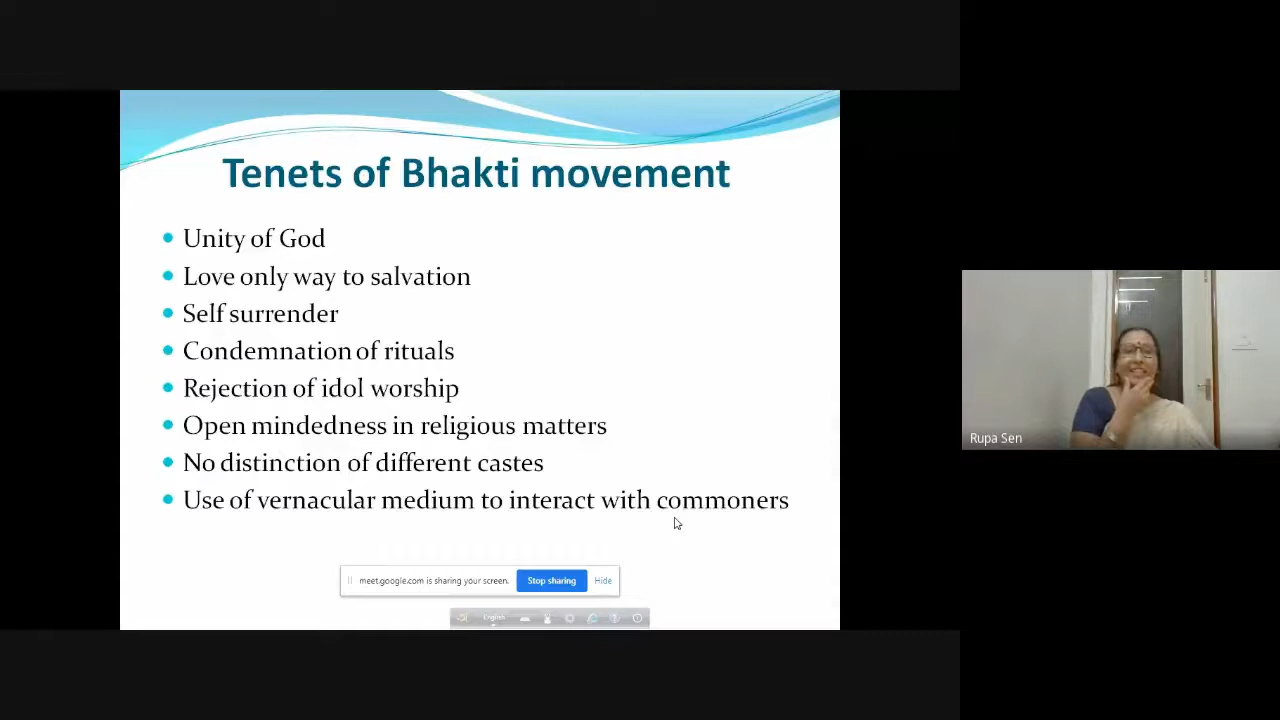 Tenets of Bhakti movement
Unity of God
Love only way to salvation
Self surrender
Condemnation of rituals
Rejection of idol worship
Open mindedness in religious matters
No distinction of different castes
Use of vernacular medium to interact with commoners
meet.google.com is sharing your screen. Stop sharing Hide
English
Rupa Sen